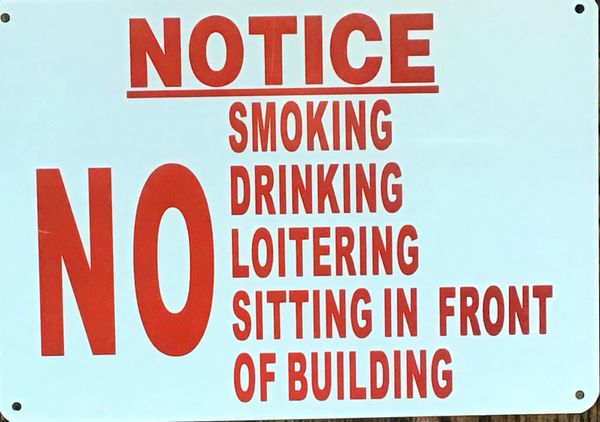 NOTICE
NO
SMOKING
DRINKING
LOITERING
SITTING IN FRONT
OF BUILDING